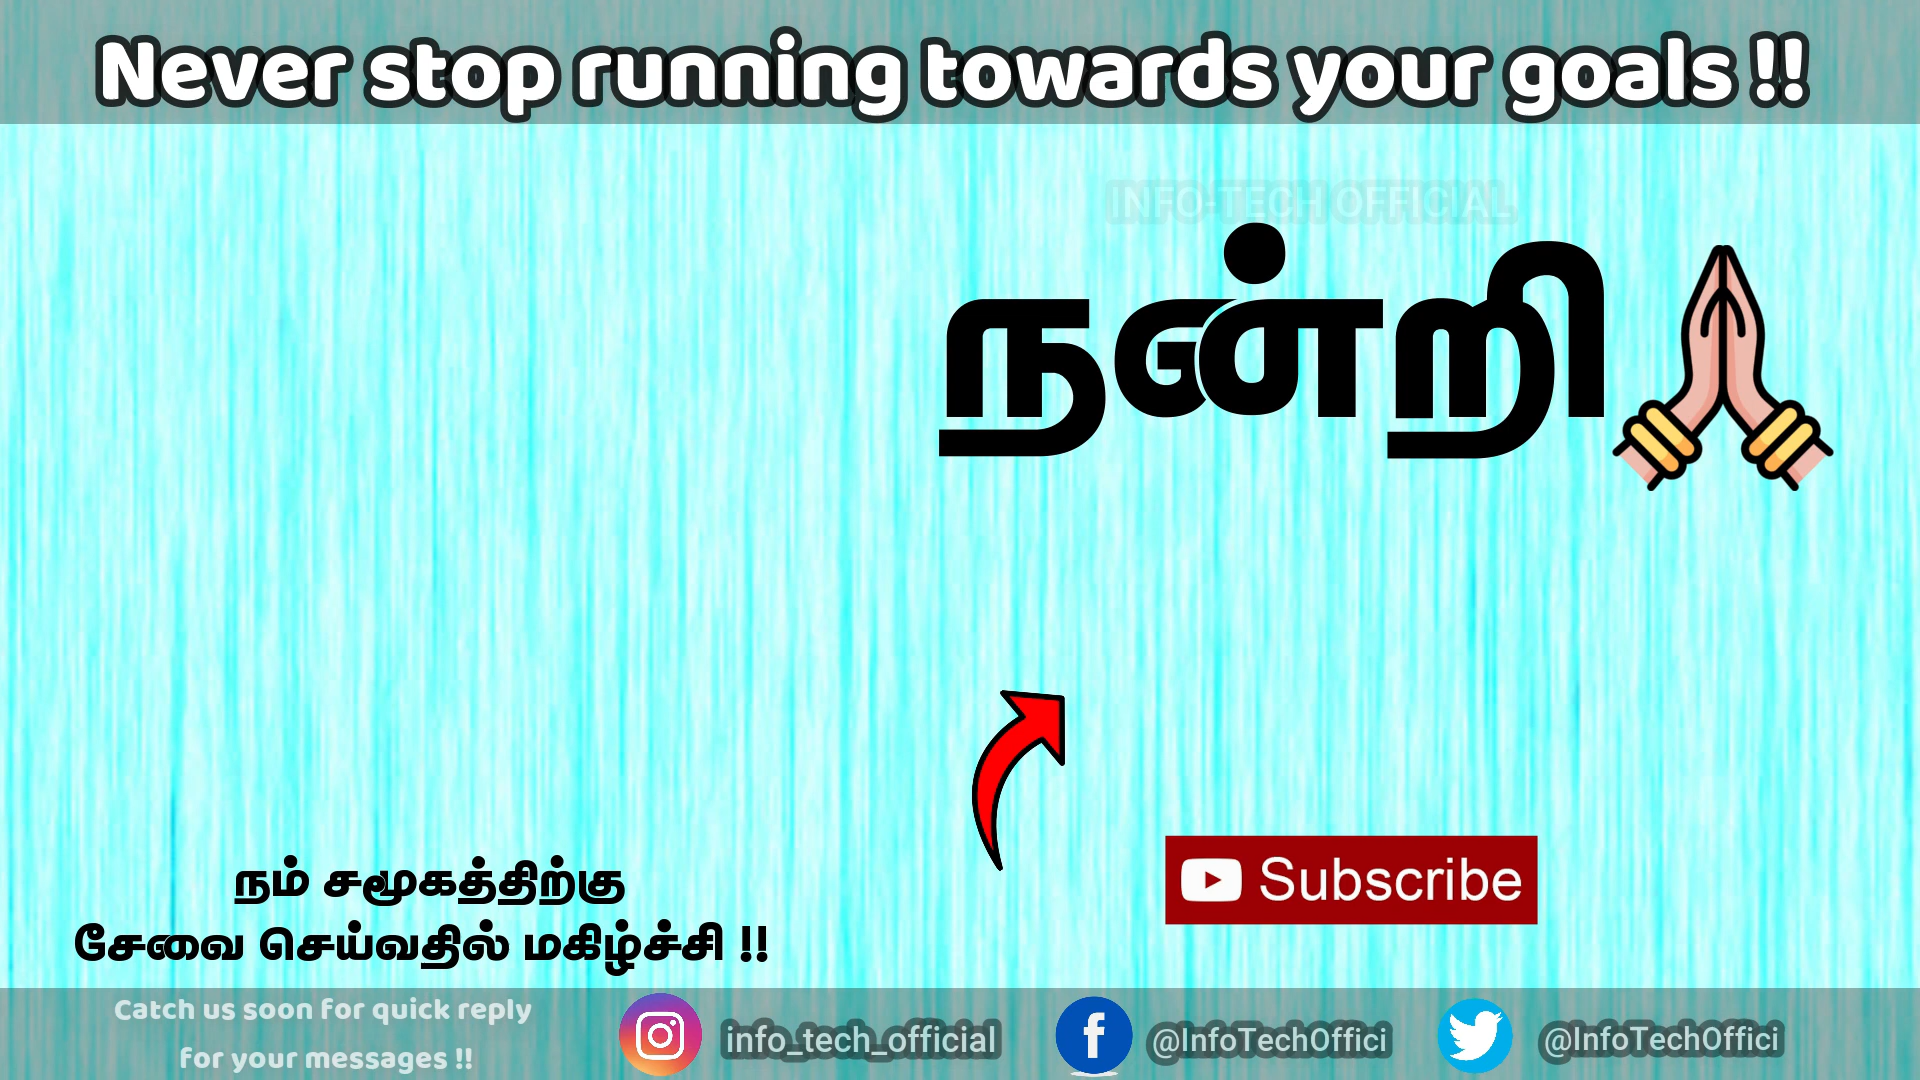 Never stop running towards your goals !!
INFO-TECH OFFICIAL
நன்றி
நம் சமூகத்திற்கு
சேவை செய்வதில் மகிழ்ச்சி !!
Subscribe
Catch us soon for quick reply
for your messages !!
info_tech_official
@InfoTechOffici
@InfoTechOffici